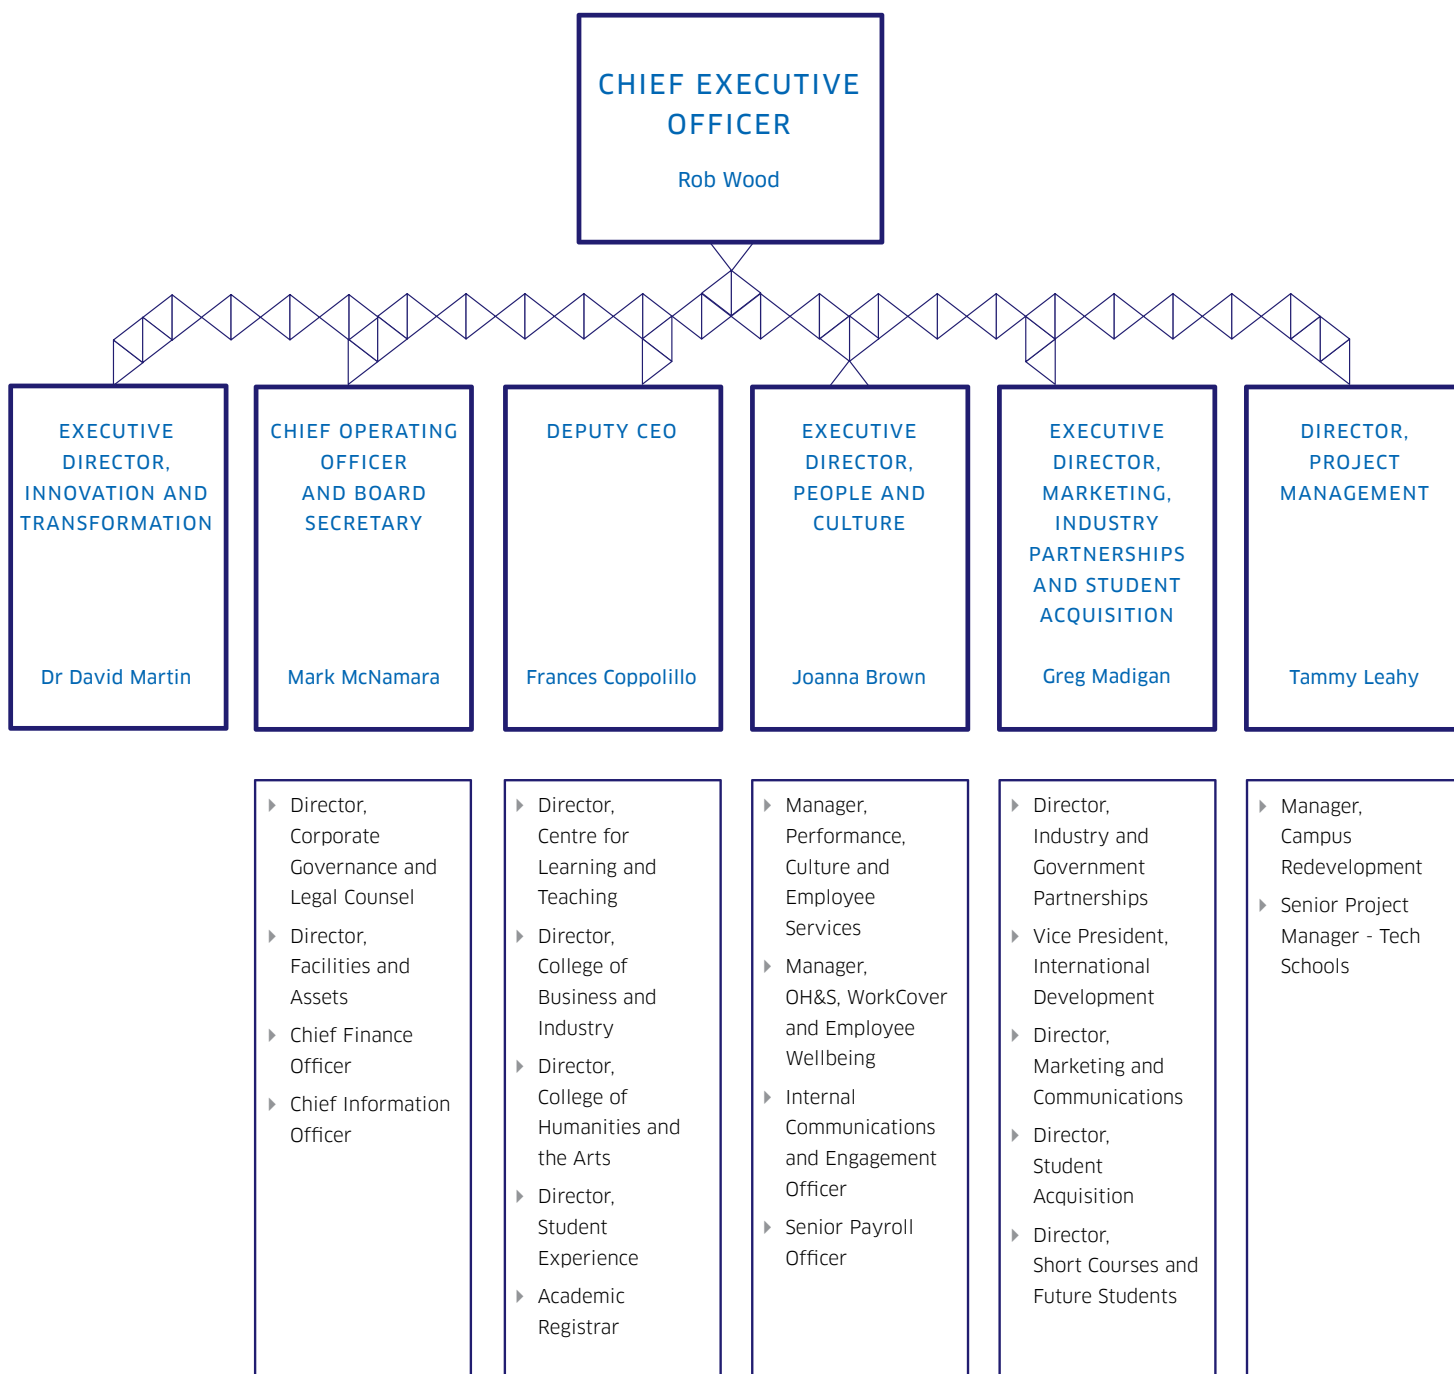 CHIEF EXECUTIVE
OFFICER
Rob Wood
EXECUTIVE
DIRECTOR,
INNOVATION AND
TRANSFORMATION
Dr David Martin
CHIEF OPERATING
OFFICER
AND BOARD
SECRETARY
Mark McNamara
DEPUTY CEO
Frances Coppolillo
EXECUTIVE
DIRECTOR,
PEOPLE AND
CULTURE
Joanna Brown
EXECUTIVE
DIRECTOR,
MARKETING,
INDUSTRY
PARTNERSHIPS
AND STUDENT
ACQUISITION
Greg Madigan
DIRECTOR,
PROJECT
MANAGEMENT
Tammy Leahy
Director,
Corporate
Governance and
Legal Counsel
Director,
Facilities and
Assets
Chief Finance
Officer
Chief Information
Officer
Director,
Centre for
Learning and
Teaching
Director,
College of
Business and
Industry
Director,
College of
Humanities and
the Arts
Director,
Student
Experience
Academic
Registrar
Manager,
Performance,
Culture and
Employee
Services
Manager,
OH&S, WorkCover
and Employee
Wellbeing
Internal
Communications
and Engagement
Officer
Senior Payroll
Officer
Director,
Industry and
Government
Partnerships
Vice President,
International
Development
Director,
Marketing and
Communications
Director,
Student
Acquisition
Director,
Short Courses and
Future Students
Manager,
Campus
Redevelopment
Senior Project
Manager - Tech
Schools